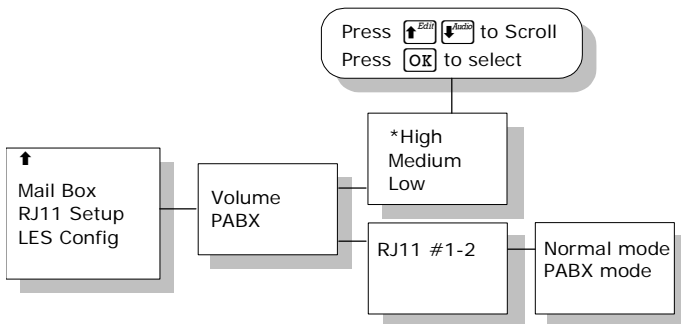 Press ⬆Edit ⬇Audio to Scroll
Press OK to select
*High
Medium
Low
⬆
Mail Box
RJ11 Setup
LES Config
Volume
PABX
RJ11 #1-2
Normal mode
PABX mode